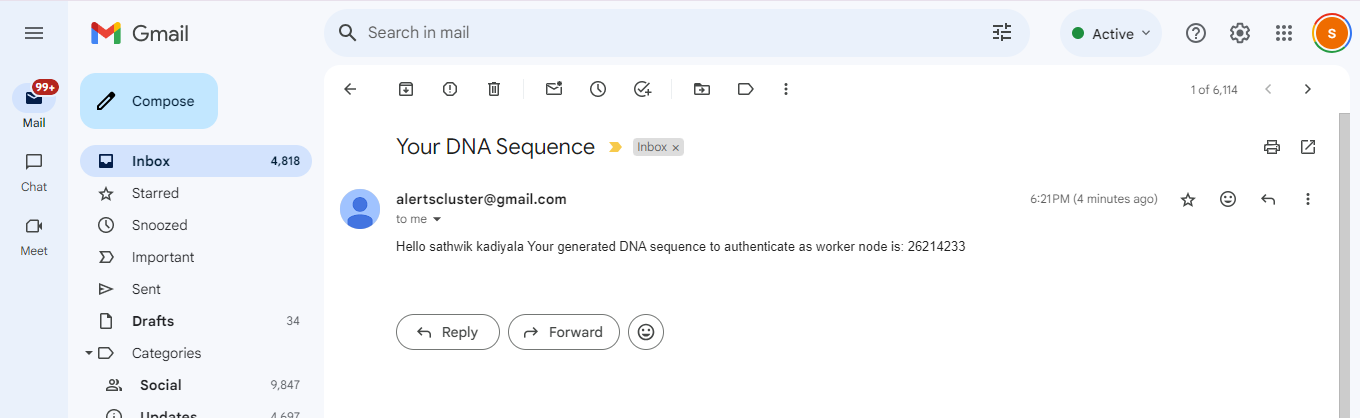 Gmail
Search in mail
Active
S
99+
Mail
Chat
Meet
Compose
Inbox 4,818
Starred
Snoozed
Important
Sent
Drafts 34
Categories
Social 9,847
Updates 4,697
1 of 6,114
Your DNA Sequence Inbox ×
alertscluster@gmail.com 6:21 PM (4 minutes ago)
to me
Hello sathwik kadiyala Your generated DNA sequence to authenticate as worker node is: 26214233
Reply Forward